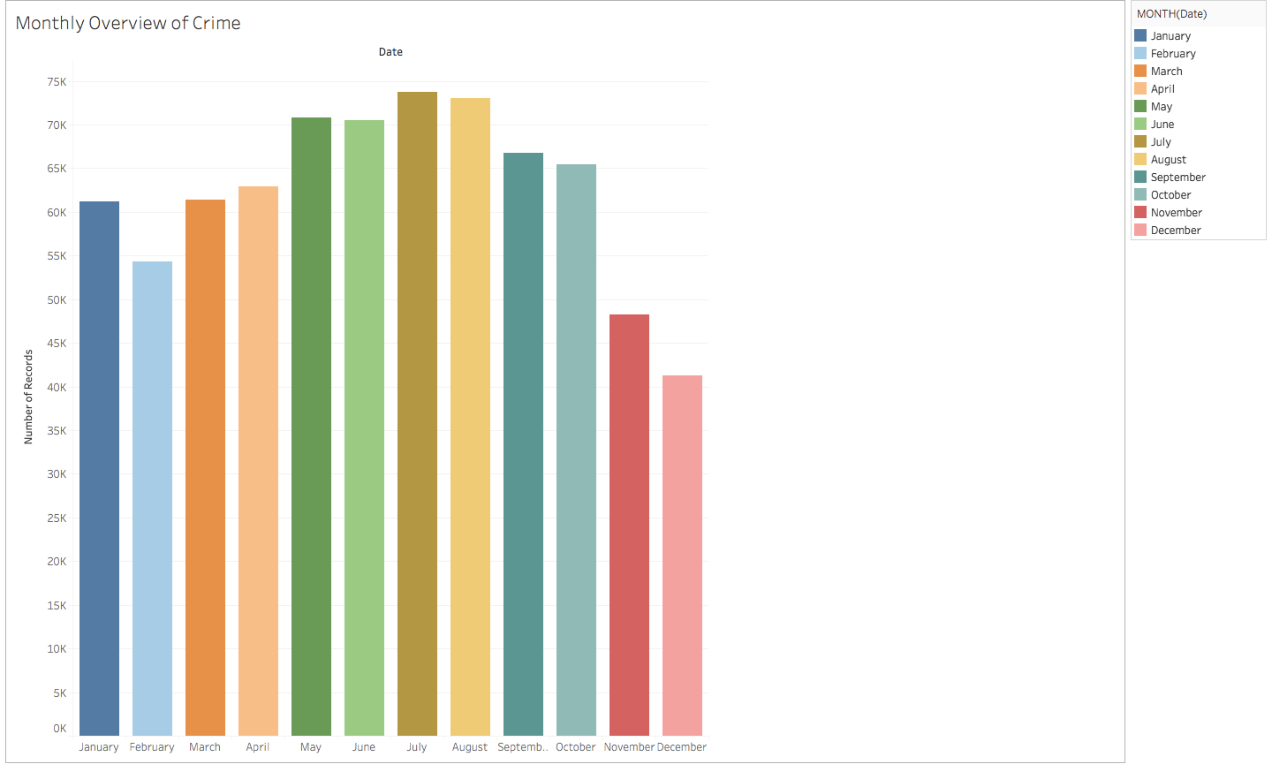 Monthly Overview of Crime
Date
75K
70K
65K
60K
55K
50K
45K
40K
35K
30K
25K
20K
15K
10K
5K
0K
Number of Records
January February March April May June July August Septemb.. October November December
MONTH(Date)
January
February
March
April
May
June
July
August
September
October
November
December